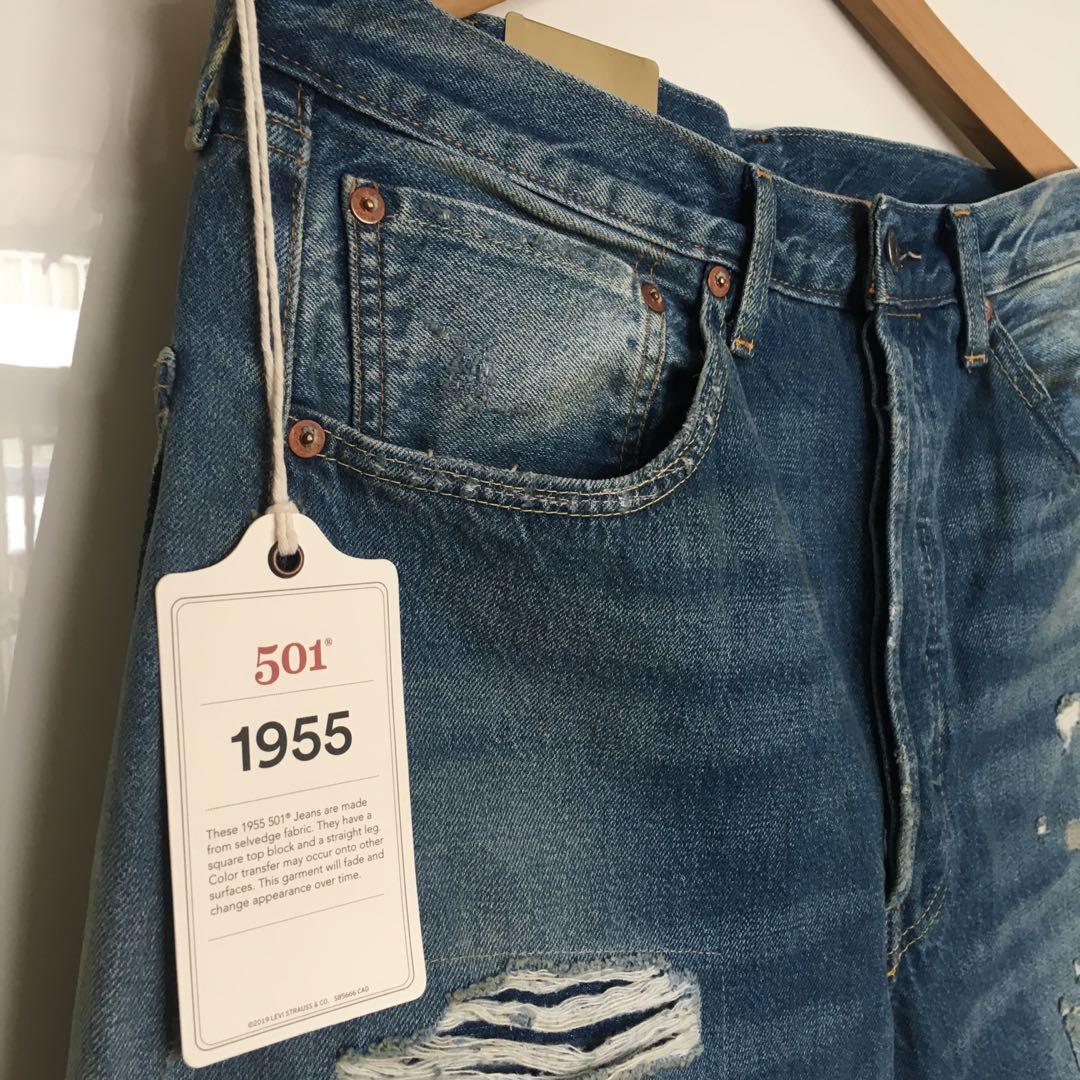 501®
1955
These 1955 501® Jeans are made
from selvedge fabric. They have a
square top block and a straight leg.
Color transfer may occur onto other
surfaces. This garment will fade and
change appearance over time.
©2019 LEVI STRAUSS & CO. S85666 CAD